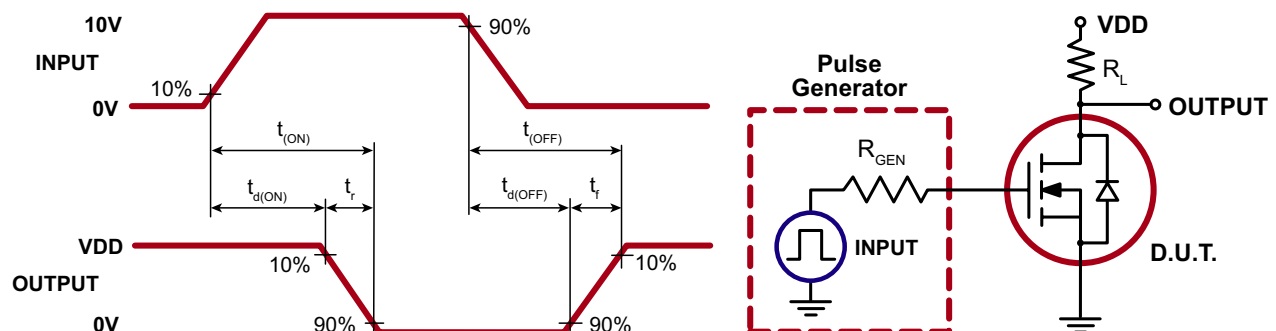 10V
INPUT
0V
10%
90%
t(ON)
t(OFF)
td(ON)
tr
td(OFF)
tf
VDD
OUTPUT
0V
10%
90%
90%
10%
Pulse
Generator
RGEN
INPUT
VDD
RL
OUTPUT
D.U.T.